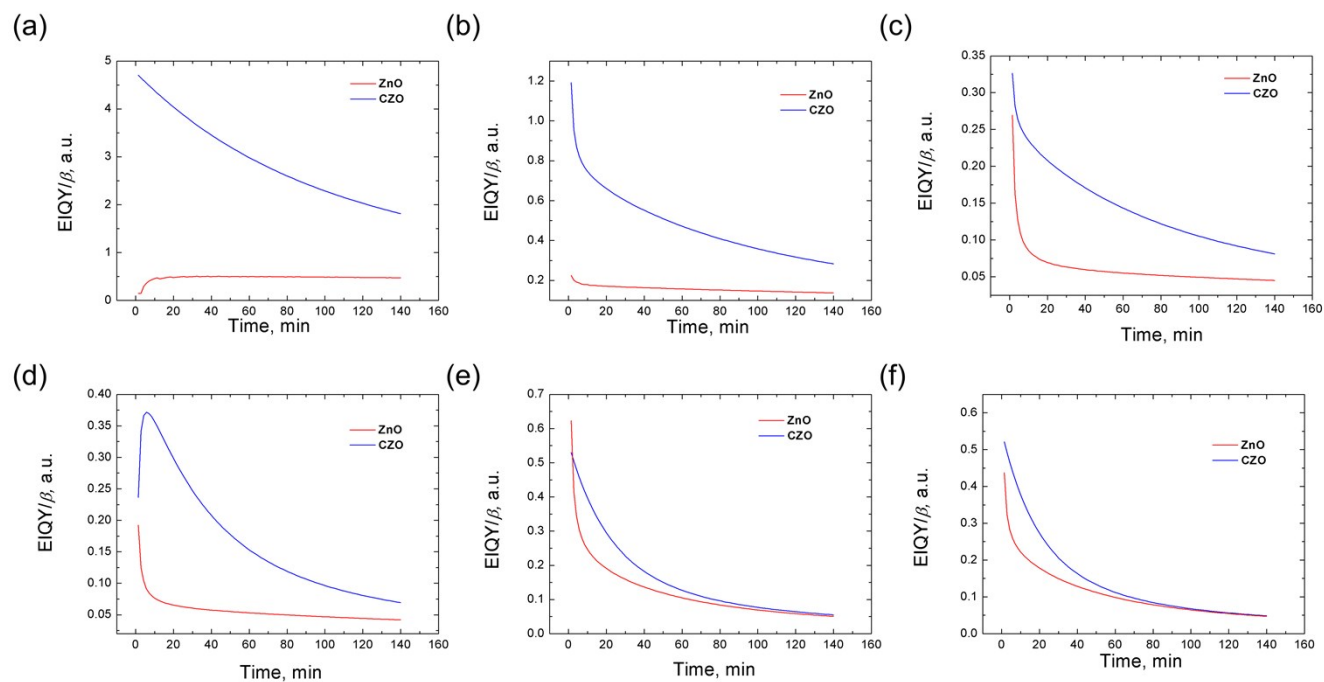 (a)
5
4
3
2
1
0
0 20 40 60 80 100 120 140 160
EIQY/β, a.u.
Time, min
ZnO
CZO
(b)
1.2
1.0
0.8
0.6
0.4
0.2
0 20 40 60 80 100 120 140 160
EIQY/β, a.u.
Time, min
ZnO
CZO
(c)
0.35
0.30
0.25
0.20
0.15
0.10
0.05
0 20 40 60 80 100 120 140 160
EIQY/β, a.u.
Time, min
ZnO
CZO
(d)
0.40
0.35
0.30
0.25
0.20
0.15
0.10
0.05
0 20 40 60 80 100 120 140 160
EIQY/β, a.u.
Time, min
ZnO
CZO
(e)
0.7
0.6
0.5
0.4
0.3
0.2
0.1
0.0
0 20 40 60 80 100 120 140 160
EIQY/β, a.u.
Time, min
ZnO
CZO
(f)
0.6
0.5
0.4
0.3
0.2
0.1
0.0
0 20 40 60 80 100 120 140 160
EIQY/β, a.u.
Time, min
ZnO
CZO